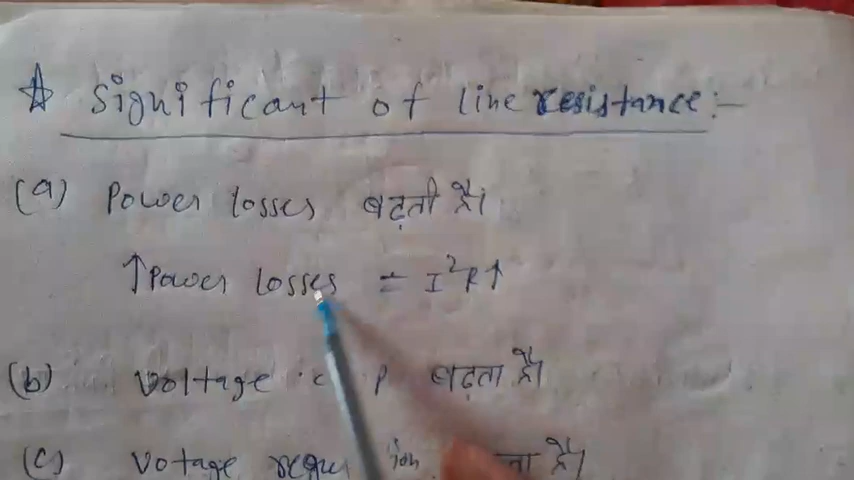 ☆ Significant of line resistance:-
(a) Power losses बढ़ती है।
↑Power losses = I²R↑
(b) Voltage बढ़ता है।
(c) Votage है।